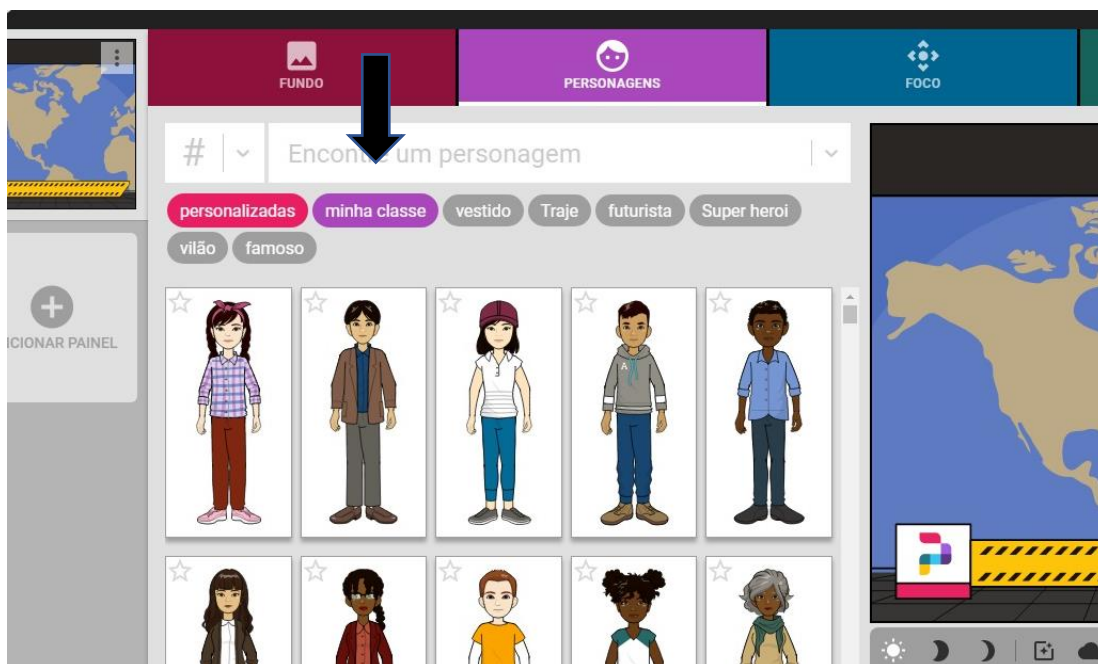 FUNDO
PERSONAGENS
FOCO
# Encontre um personagem
personalizadas minha classe vestido Traje futurista Super heroi
vilão famoso
A
ICIONAR PAINEL